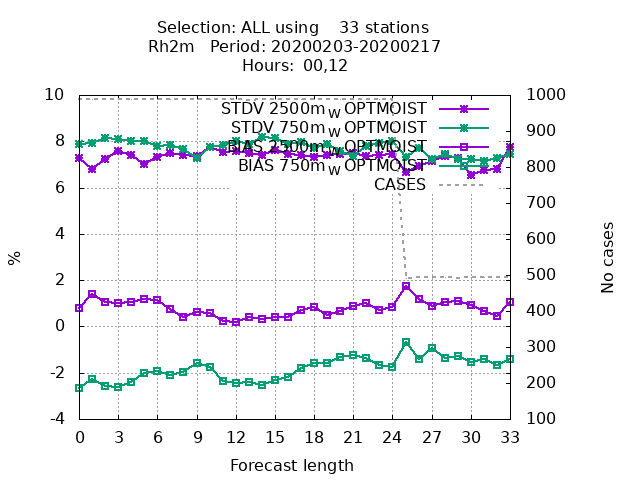 Selection: ALL using    33 stations
Rh2m   Period: 20200203-20200217
Hours:  00,12
STDV 2500m_w OPTMOIST
STDV 750m_w OPTMOIST
BIAS 2500m_w OPTMOIST
BIAS 750m_w OPTMOIST
CASES
10
8
6
4
2
0
-2
-4
%
1000
900
800
700
600
500
400
300
200
100
No cases
0 3 6 9 12 15 18 21 24 27 30 33
Forecast length